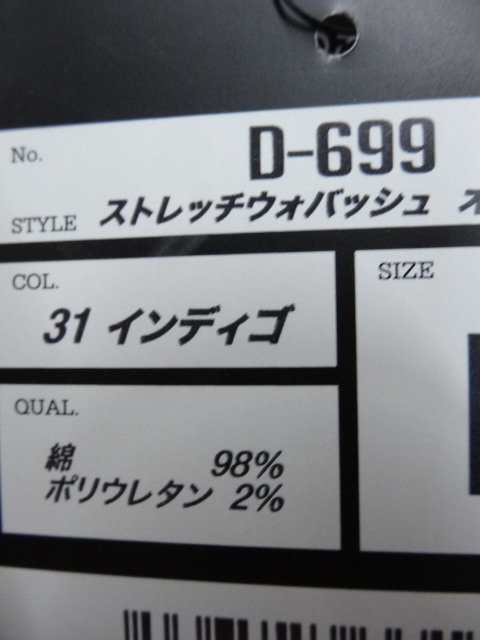 No. D-699
STYLE ストレッチウォバッシュ
COL.
31 インディゴ
SIZE
QUAL.
綿 98%
ポリウレタン 2%